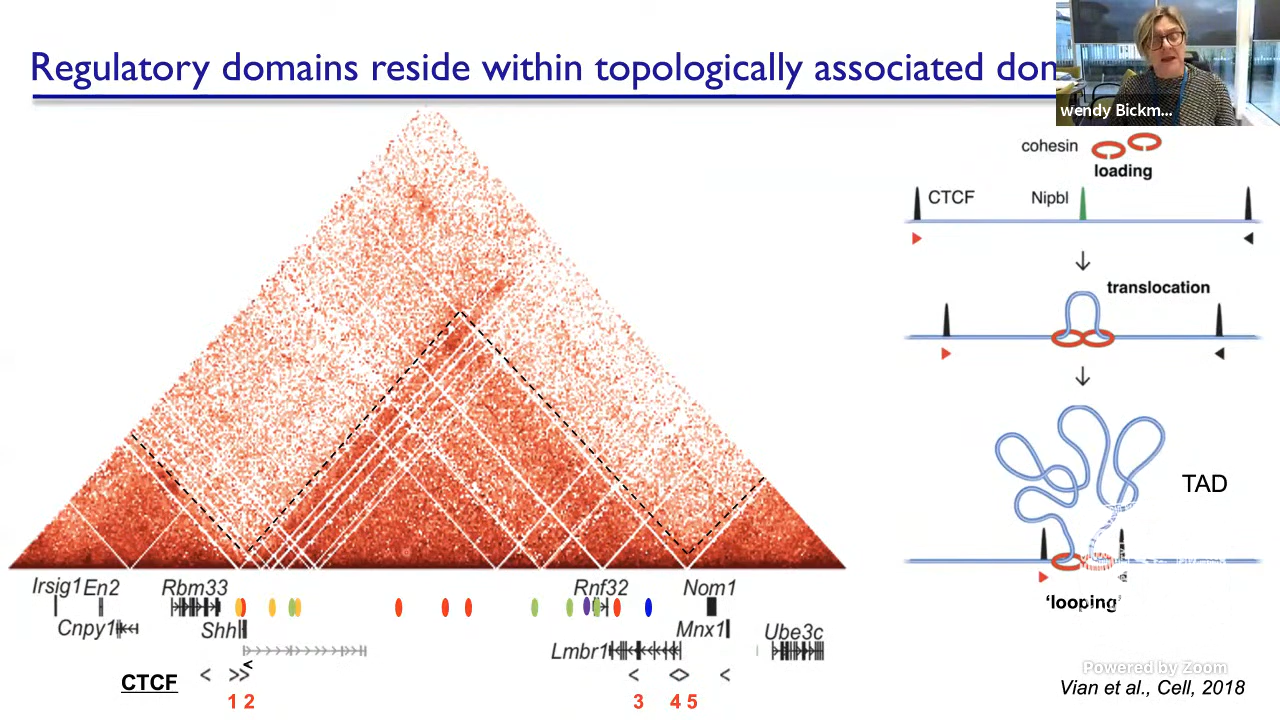 Regulatory domains reside within topologically associated dom
wendy Bickm...
cohesin
loading
CTCF
Nipbl
translocation
TAD
'looping'
Irsig1 En2 Rbm33 Rnf32 Nom1
Cnpy1 Shh Lmbr1 Mnx1 Ube3c
<
CTCF < >> < <> <
1 2 3 4 5
Powered by Zoom
Vian et al., Cell, 2018